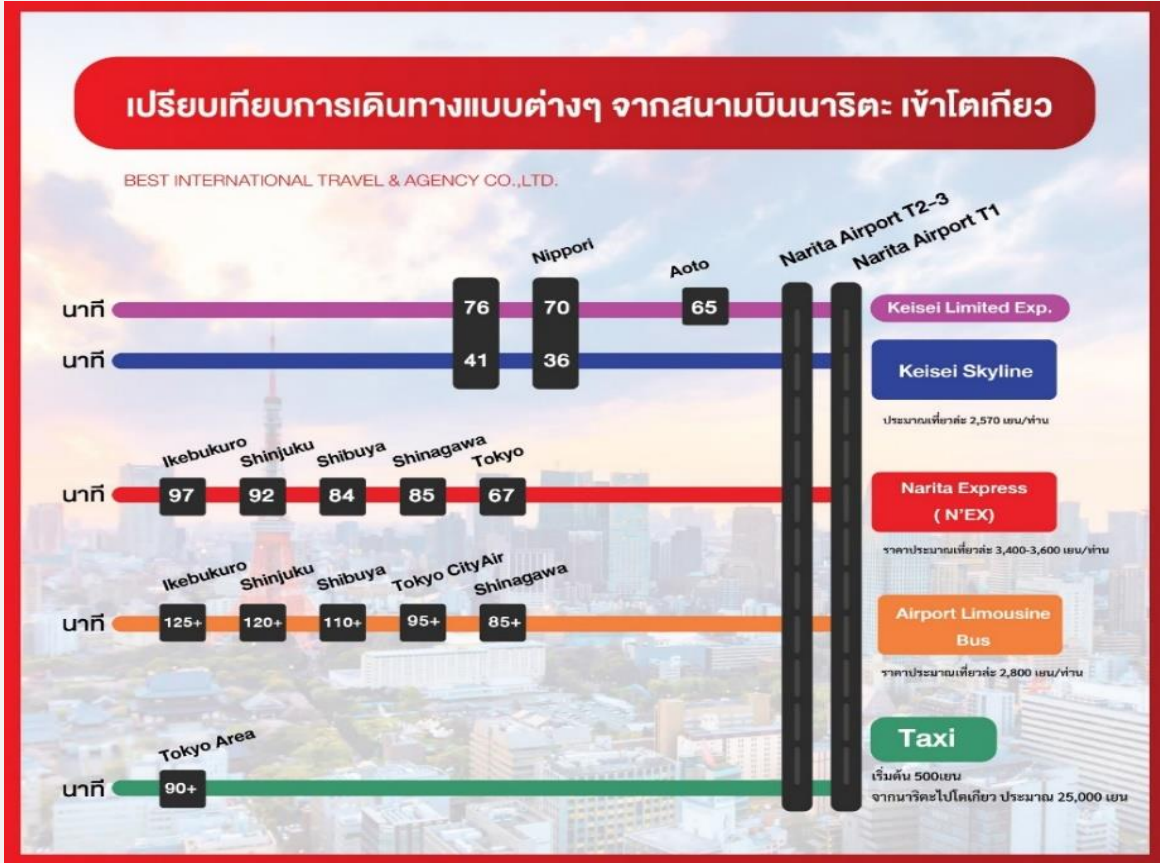 เปรียบเทียบการเดินทางแบบต่างๆ จากสนามบินนาริตะ เข้าโตเกียว
BEST INTERNATIONAL TRAVEL & AGENCY CO.,LTD.
Nippori
Aoto
Narita Airport T2-3
Narita Airport T1
นาที 76 70 65 Keisei Limited Exp.
นาที 41 36 Keisei Skyline
ประมาณเที่ยวล่ะ 2,570 เยน/ท่าน
Ikebukuro Shinjuku Shibuya Shinagawa Tokyo
นาที 97 92 84 85 67 Narita Express
( N'EX)
ราคาประมาณเที่ยวล่ะ 3,400-3,600 เยน/ท่าน
Ikebukuro Shinjuku Shibuya Tokyo CityAir Shinagawa
นาที 125+ 120+ 110+ 95+ 85+ Airport Limousine
Bus
ราคาประมาณเที่ยวล่ะ 2,800 เยน/ท่าน
Tokyo Area
นาที 90+ Taxi
เริ่มต้น 500เยน
จากนาริตะไปโตเกียว ประมาณ 25,000 เยน